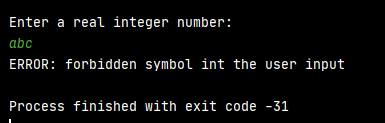 Enter a real integer number:
abc
ERROR: forbidden symbol int the user input
Process finished with exit code -31